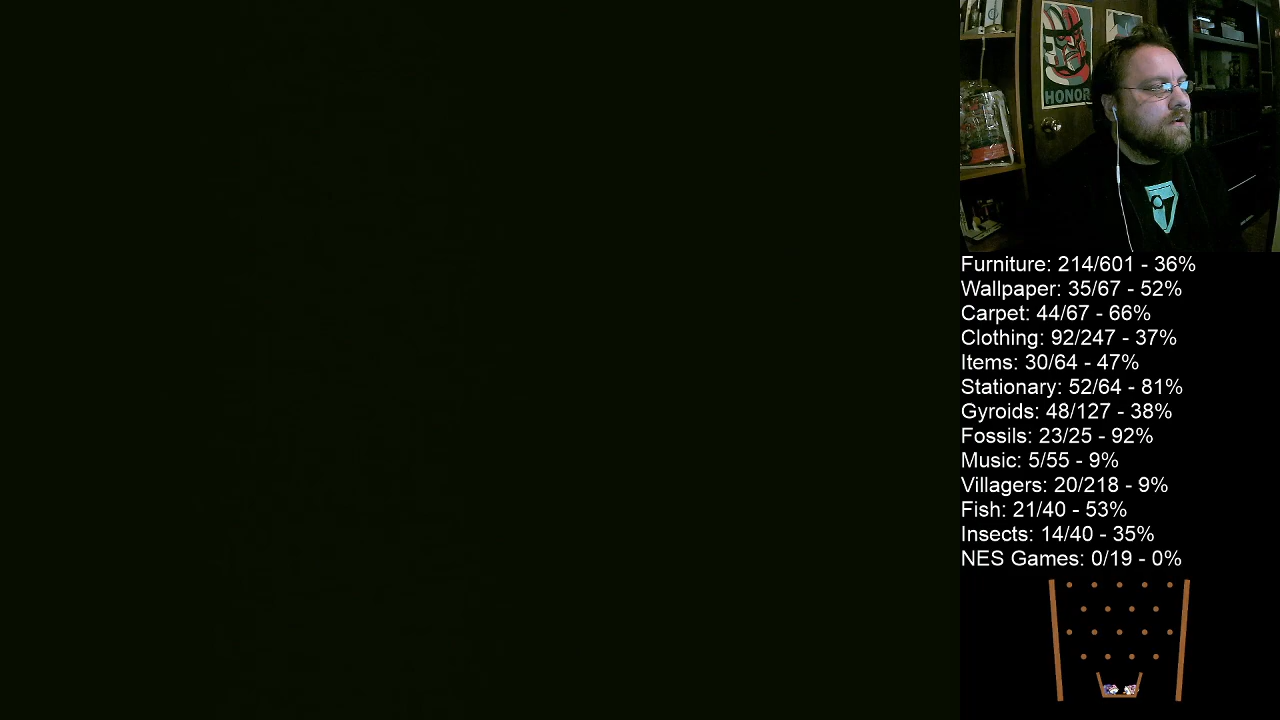 HONOR
Furniture: 214/601 - 36%
Wallpaper: 35/67 - 52%
Carpet: 44/67 - 66%
Clothing: 92/247 - 37%
Items: 30/64 - 47%
Stationary: 52/64 - 81%
Gyroids: 48/127 - 38%
Fossils: 23/25 - 92%
Music: 5/55 - 9%
Villagers: 20/218 - 9%
Fish: 21/40 - 53%
Insects: 14/40 - 35%
NES Games: 0/19 - 0%